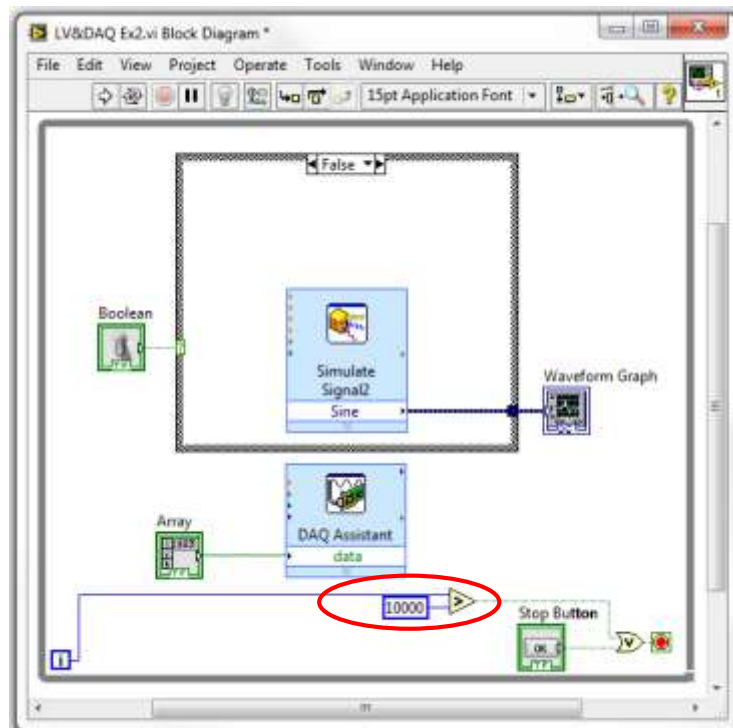 LV&DAQ Ex2.vi Block Diagram *
File Edit View Project Operate Tools Window Help
15pt Application Font
False
Boolean
Simulate
Signal2
Sine
Waveform Graph
DAQ Assistant
data
Array
10000
Stop Button
OK
TF
i